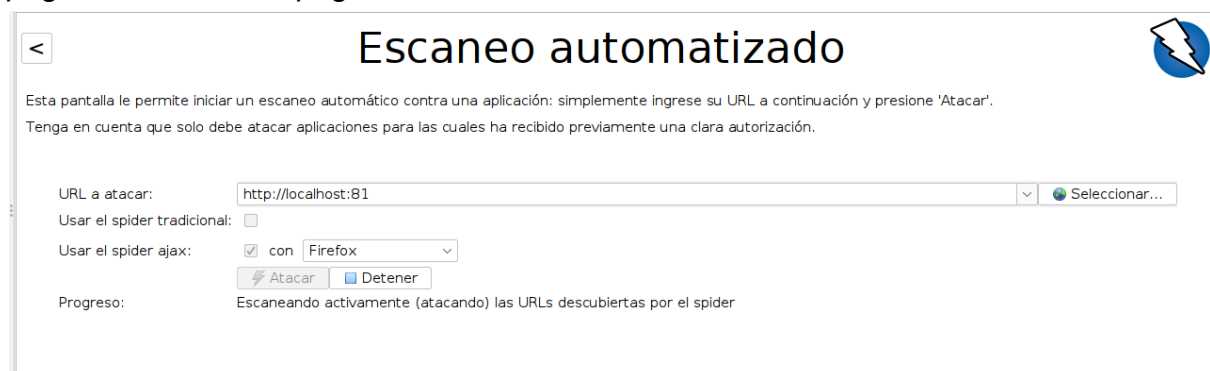 <
Escaneo automatizado
Esta pantalla le permite iniciar un escaneo automático contra una aplicación: simplemente ingrese su URL a continuación y presione 'Atacar'.
Tenga en cuenta que solo debe atacar aplicaciones para las cuales ha recibido previamente una clara autorización.
URL a atacar: http://localhost:81 Seleccionar...
Usar el spider tradicional:
Usar el spider ajax: con Firefox
Atacar Detener
Progreso: Escaneando activamente (atacando) las URLs descubiertas por el spider